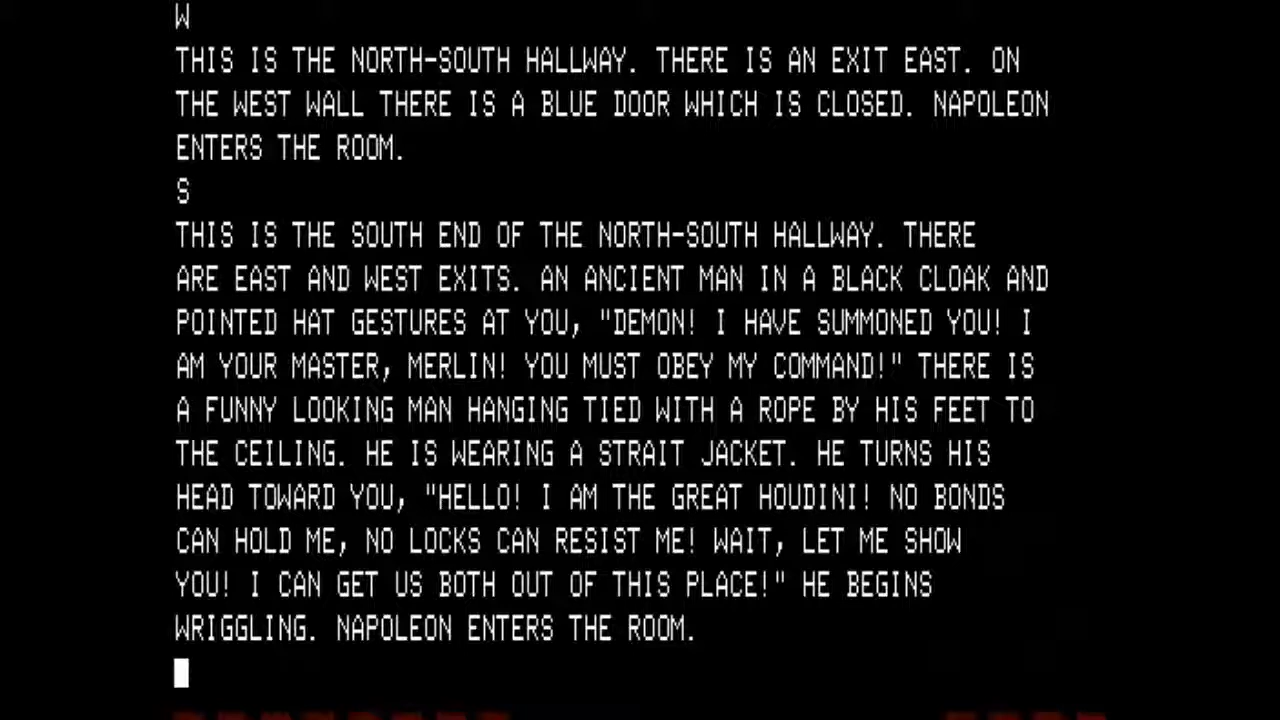 W
THIS IS THE NORTH-SOUTH HALLWAY. THERE IS AN EXIT EAST. ON
THE WEST WALL THERE IS A BLUE DOOR WHICH IS CLOSED. NAPOLEON
ENTERS THE ROOM.
S
THIS IS THE SOUTH END OF THE NORTH-SOUTH HALLWAY. THERE
ARE EAST AND WEST EXITS. AN ANCIENT MAN IN A BLACK CLOAK AND
POINTED HAT GESTURES AT YOU, "DEMON! I HAVE SUMMONED YOU! I
AM YOUR MASTER, MERLIN! YOU MUST OBEY MY COMMAND!" THERE IS
A FUNNY LOOKING MAN HANGING TIED WITH A ROPE BY HIS FEET TO
THE CEILING. HE IS WEARING A STRAIT JACKET. HE TURNS HIS
HEAD TOWARD YOU, "HELLO! I AM THE GREAT HOUDINI! NO BONDS
CAN HOLD ME, NO LOCKS CAN RESIST ME! WAIT, LET ME SHOW
YOU! I CAN GET US BOTH OUT OF THIS PLACE!" HE BEGINS
WRIGGLING. NAPOLEON ENTERS THE ROOM.